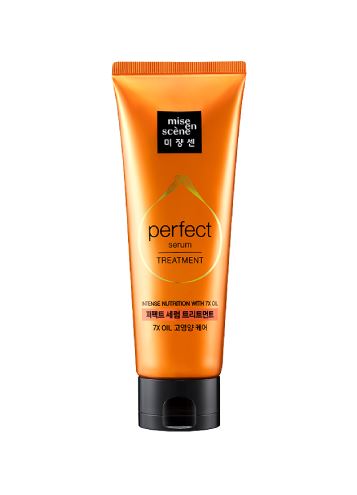 mise
en
scène
미쟝센
perfect
serum
TREATMENT
INTENSE NUTRITION WITH 7X OIL
퍼펙트 세럼 트리트먼트
7X OIL 고영양 케어